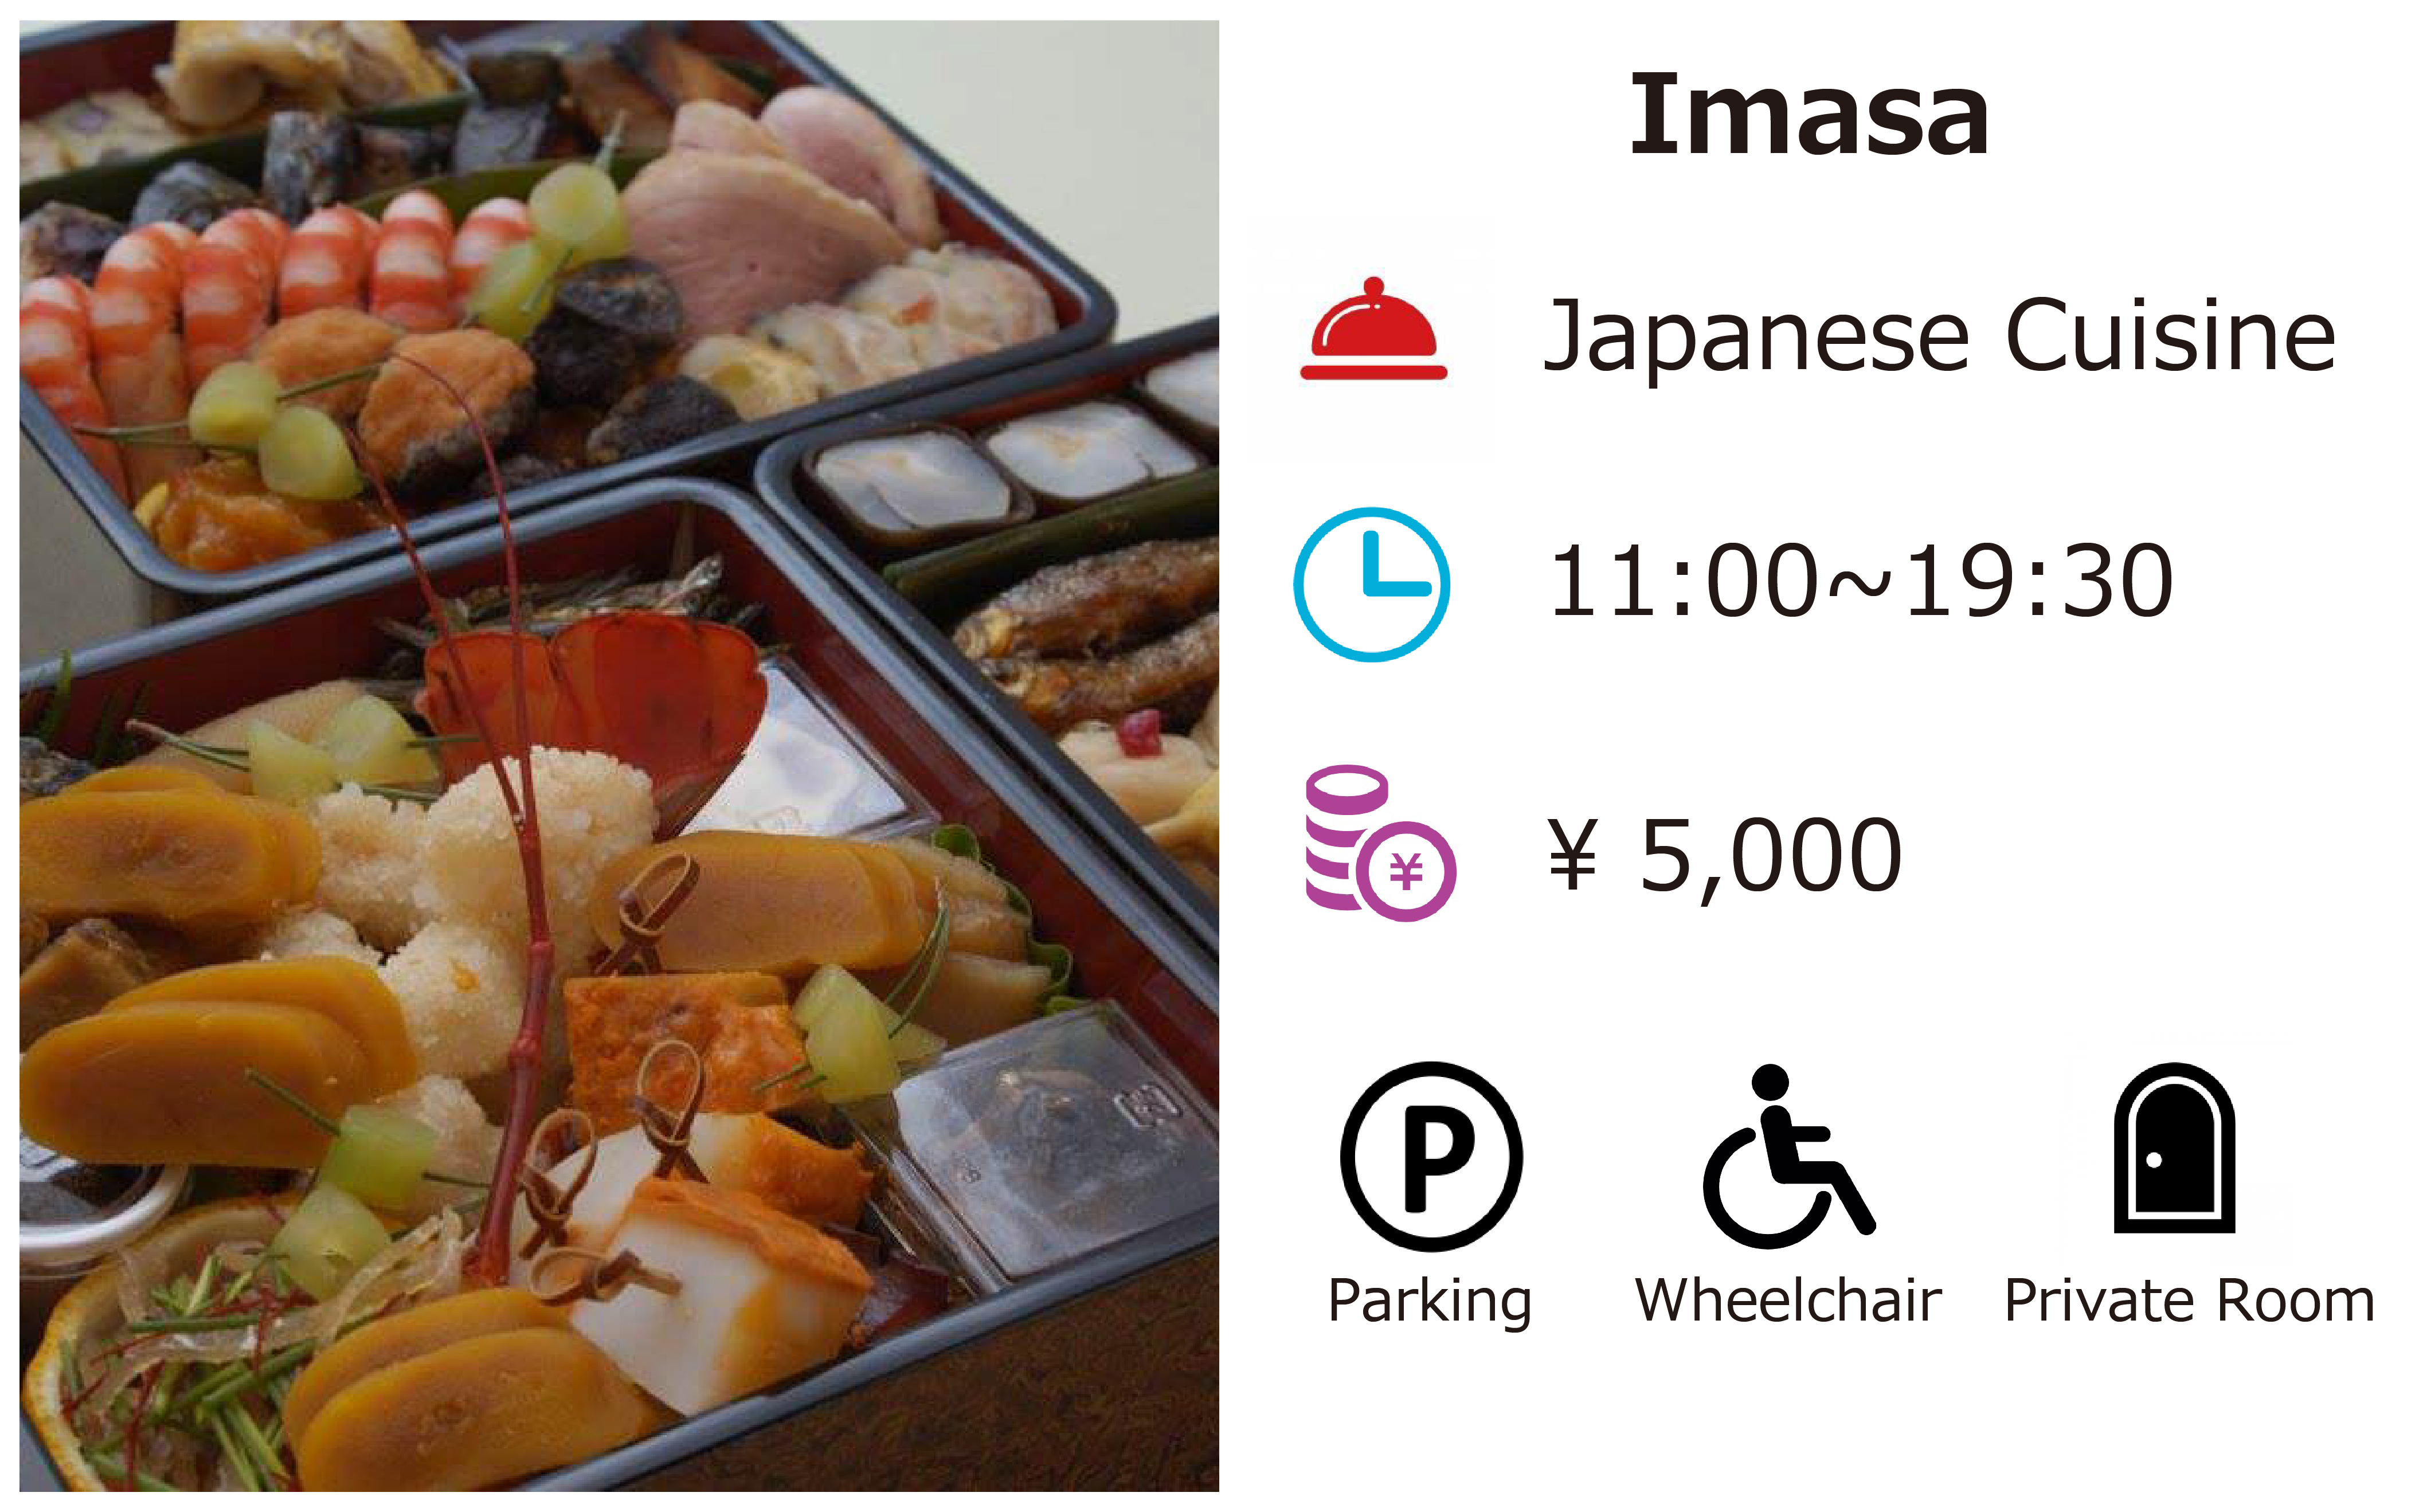 Imasa
Japanese Cuisine
11:00~19:30
¥
¥ 5,000
P
Parking
Wheelchair
Private Room